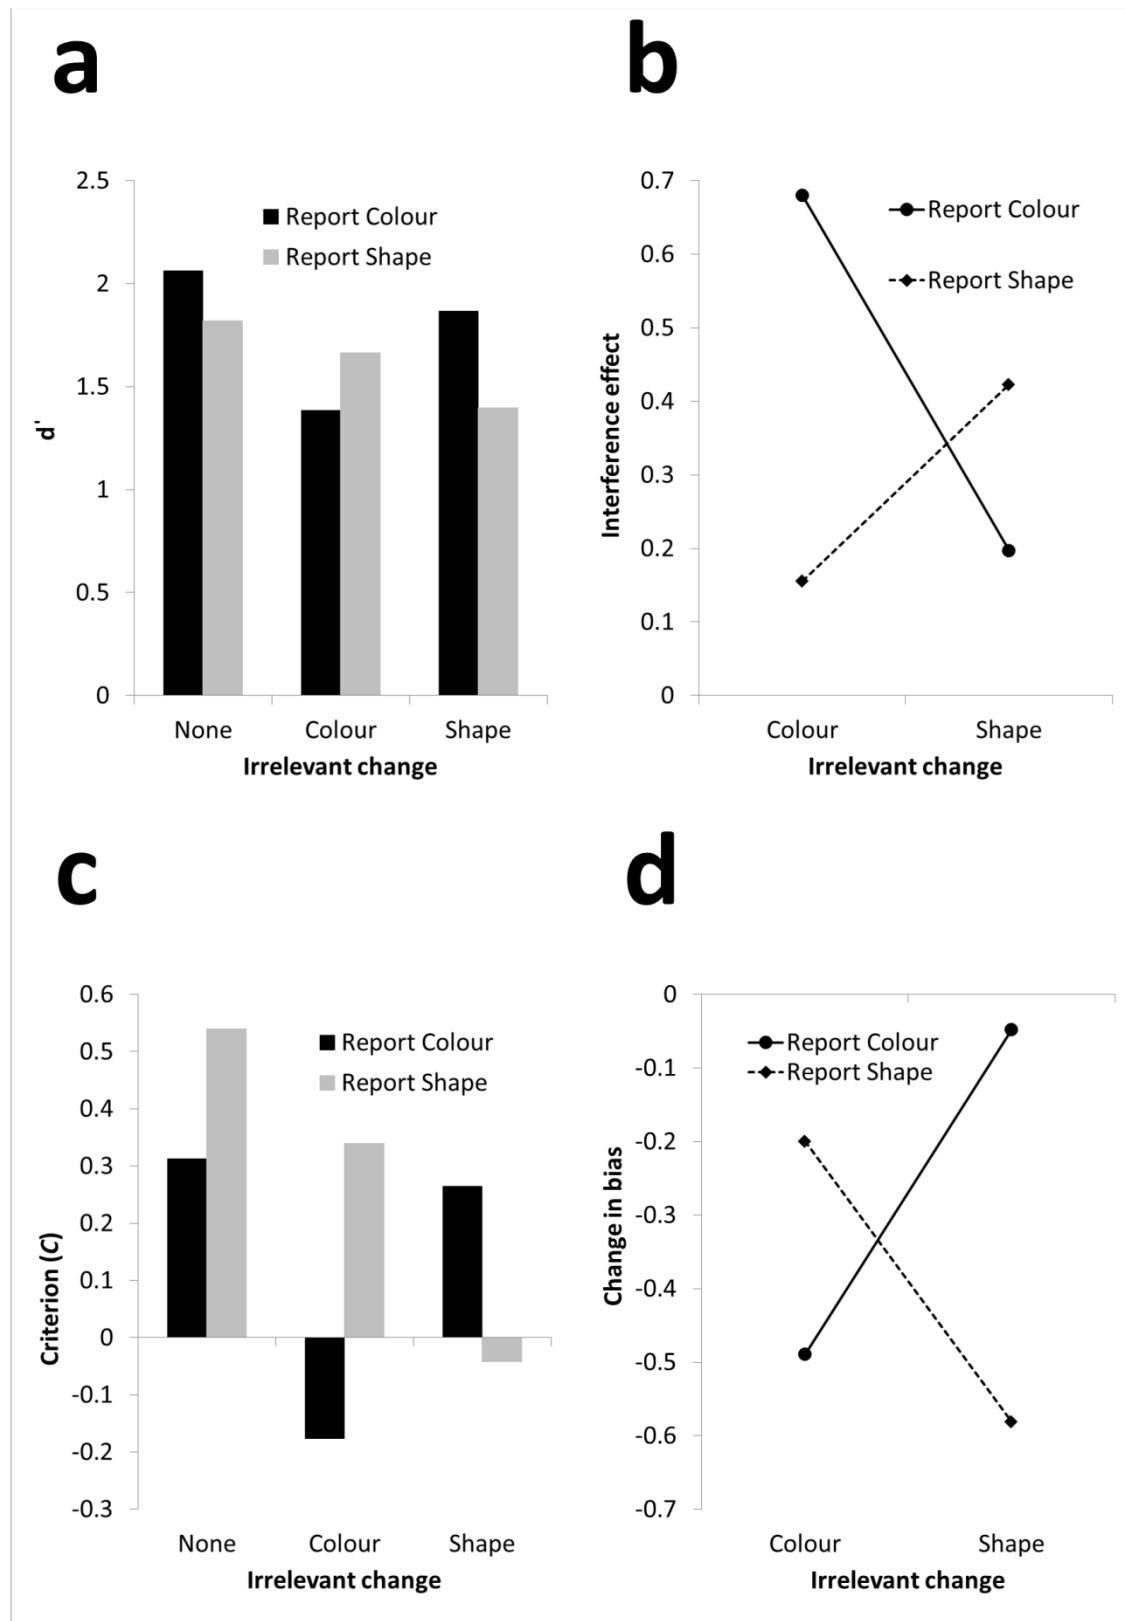 a
2.5
2
1.5
1
0.5
0
d'
Report Colour
Report Shape
None
Colour
Shape
Irrelevant change
b
0.7
0.6
0.5
0.4
0.3
0.2
0.1
0
Interference effect
Report Colour
Report Shape
Colour
Shape
Irrelevant change
c
0.6
0.5
0.4
0.3
0.2
0.1
0
-0.1
-0.2
-0.3
Criterion (C)
Report Colour
Report Shape
None
Colour
Shape
Irrelevant change
d
0
-0.1
-0.2
-0.3
-0.4
-0.5
-0.6
-0.7
Change in bias
Report Colour
Report Shape
Colour
Shape
Irrelevant change